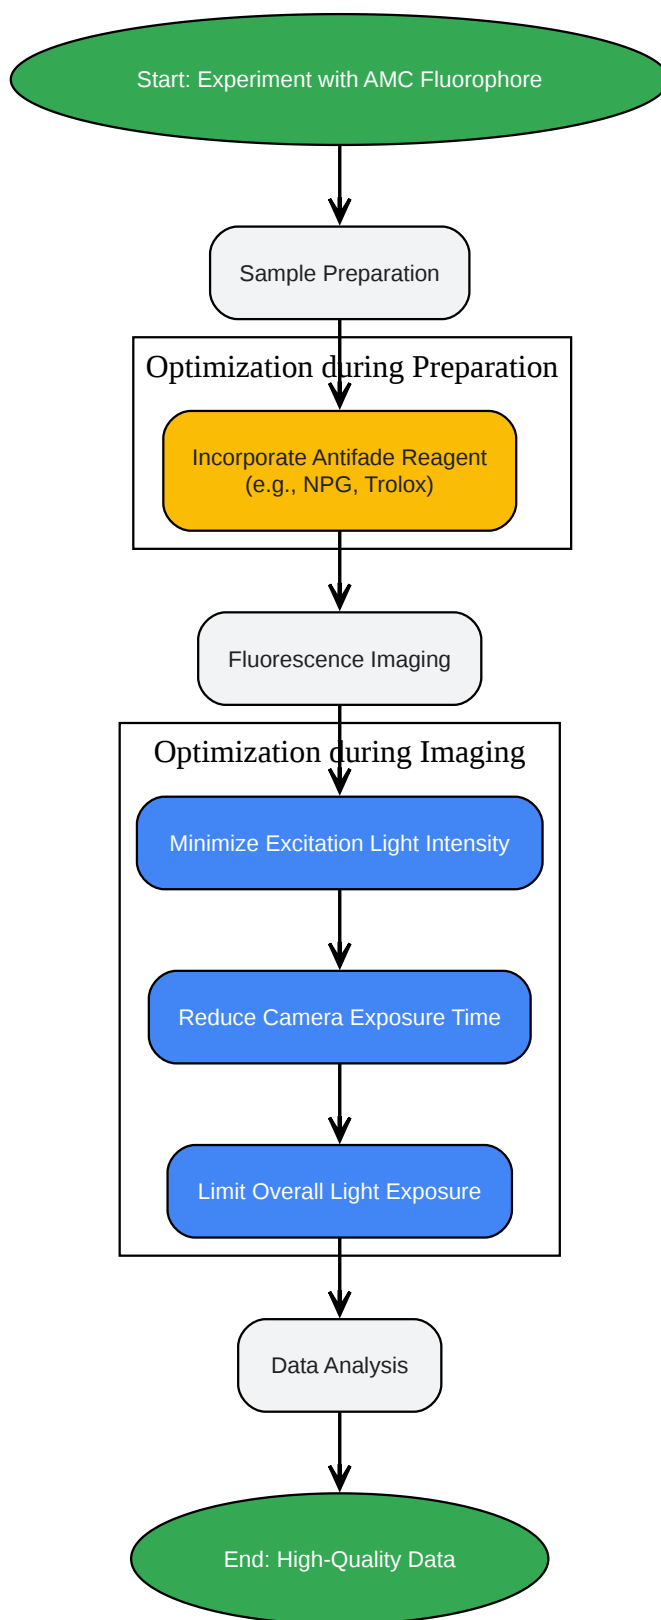 Start: Experiment with AMC Fluorophore
Sample Preparation
Optimization during Preparation
Incorporate Antifade Reagent
(e.g., NPG, Trolox)
Fluorescence Imaging
Optimization during Imaging
Minimize Excitation Light Intensity
Reduce Camera Exposure Time
Limit Overall Light Exposure
Data Analysis
End: High-Quality Data